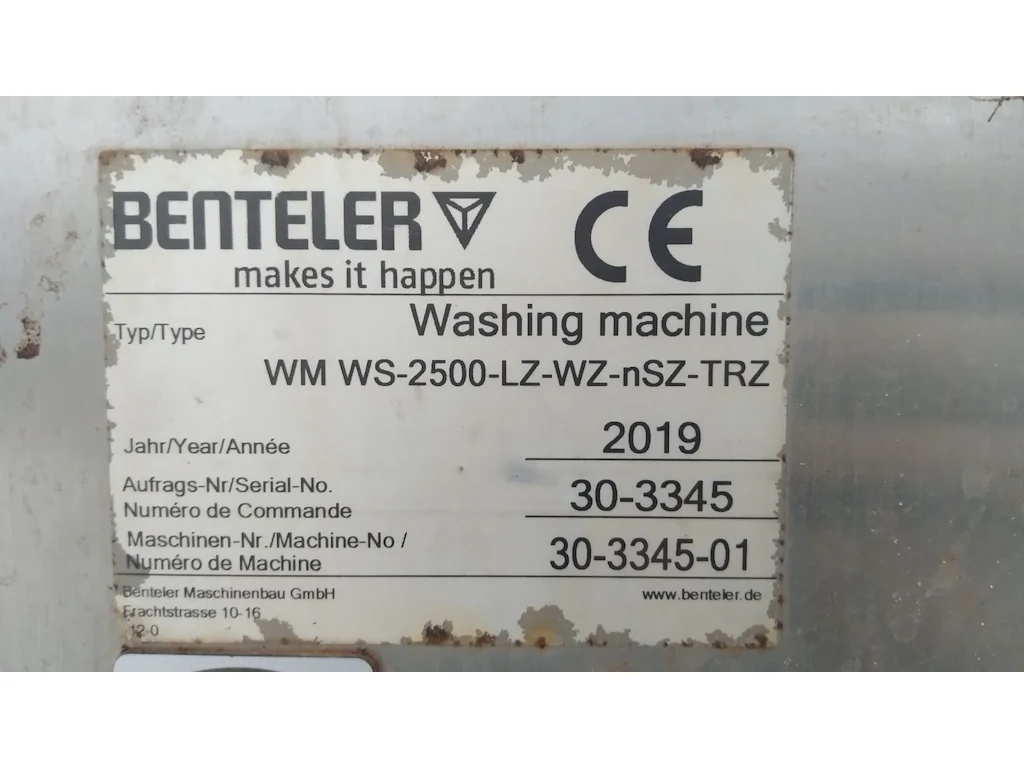 BENTELER
CE
makes it happen
Typ/Type
Washing machine
WM WS-2500-LZ-WZ-nSZ-TRZ
Jahr/Year/Année 2019
Aufrags-Nr/Serial-No.
Numéro de Commande
30-3345
Maschinen-Nr./Machine-No /
Numéro de Machine
30-3345-01
Benteler Maschinenbau GmbH www.benteler.de
Frachtstrasse 10-16
12-0